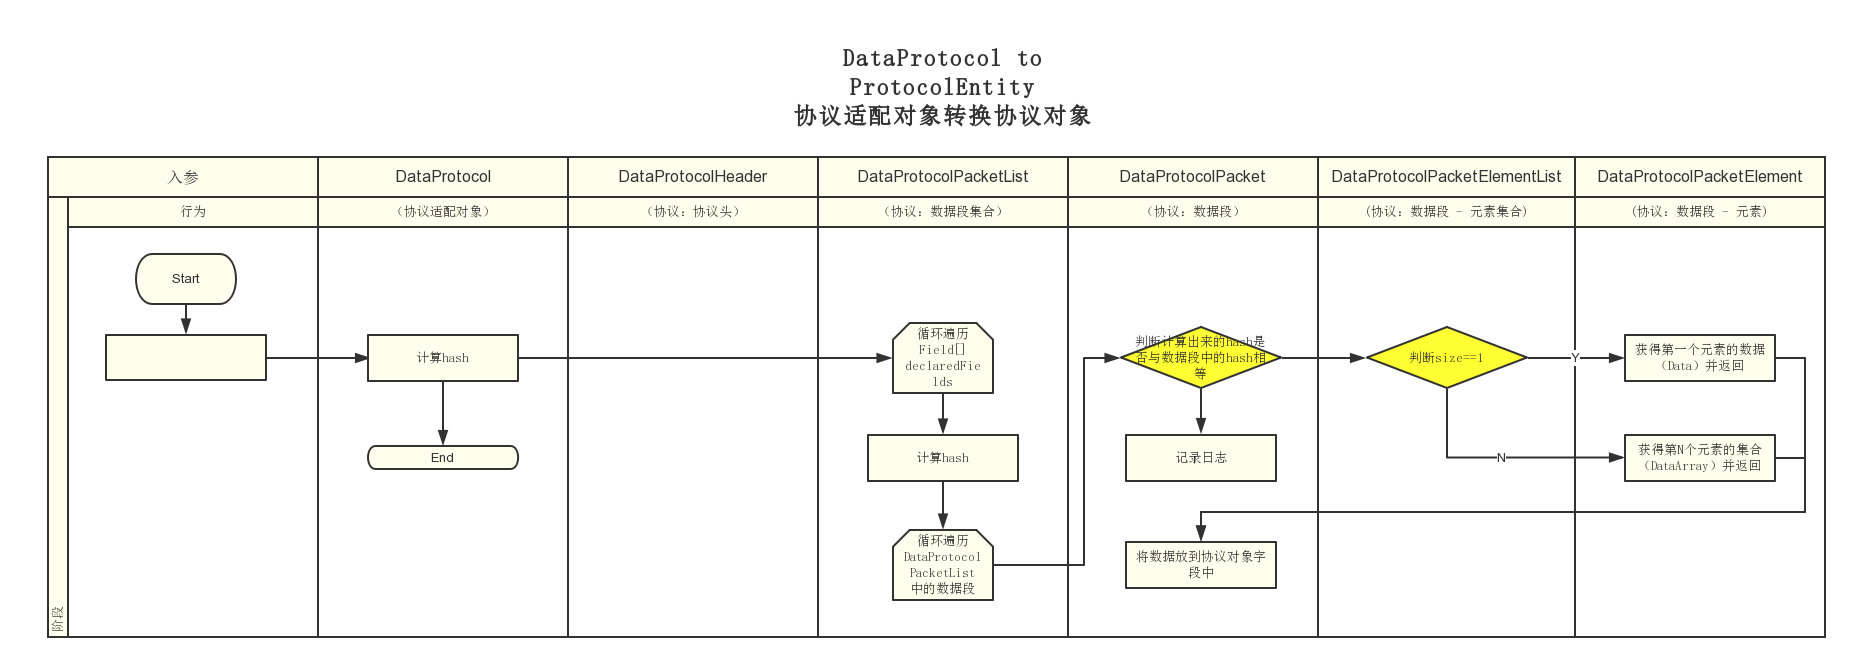 DataProtocol to
ProtocolEntity
协议适配对象转换协议对象
入参
DataProtocol
DataProtocolHeader
DataProtocolPacketList
DataProtocolPacket
DataProtocolPacketElementList
DataProtocolPacketElement
行为
（协议适配对象）
（协议：协议头）
（协议：数据段集合）
（协议：数据段）
(协议：数据段 - 元素集合)
(协议：数据段 - 元素)
阶段
Start
计算hash
End
循环遍历
Field[]
declaredFie
lds
计算hash
循环遍历
DataProtocol
PacketList
中的数据段
判断计算出来的hash是
否与数据段中的hash相
等
记录日志
将数据放到协议对象字
段中
判断size==1
Y
N
获得第一个元素的数据
（Data）并返回
获得第N个元素的集合
（DataArray）并返回